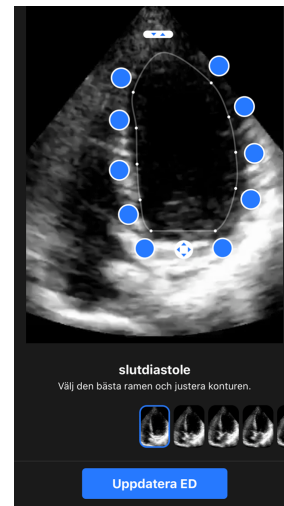 slutdiastole
Välj den bästa ramen och justera konturen.
Uppdatera ED